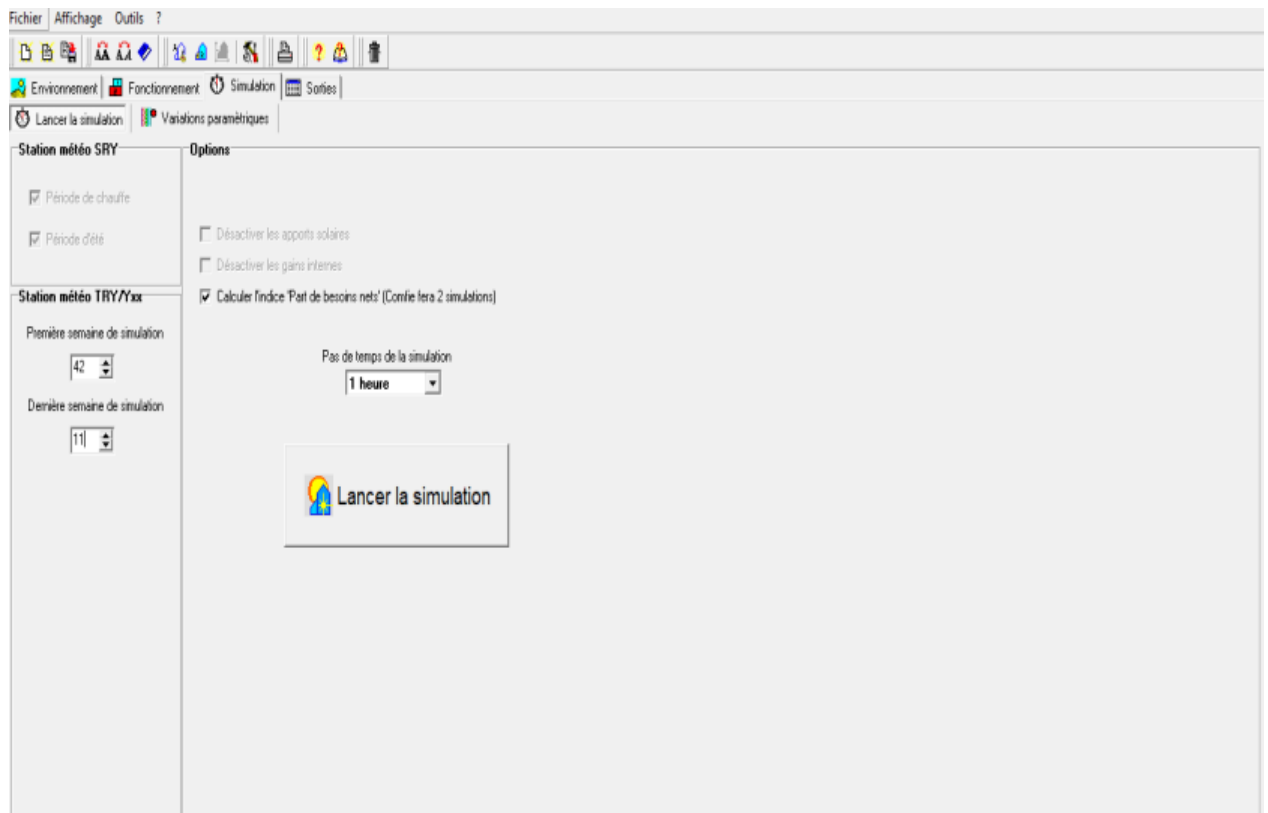 Fichier Affichage Outils ?
Environnement Fonctionnement Simulation Sorties
Lancer la simulation Variations paramètriques
Station météo SRY
Période de chauffe
Période d'été
Station météo TRY/Yxx
Première semaine de simulation
42
Dernière semaine de simulation
11
Options
Désactiver les apports solaires
Désactiver les gains internes
Calculer l'indice 'Part de besoins nets' (Comfie fera 2 simulations)
Pas de temps de la simulation
1 heure
Lancer la simulation